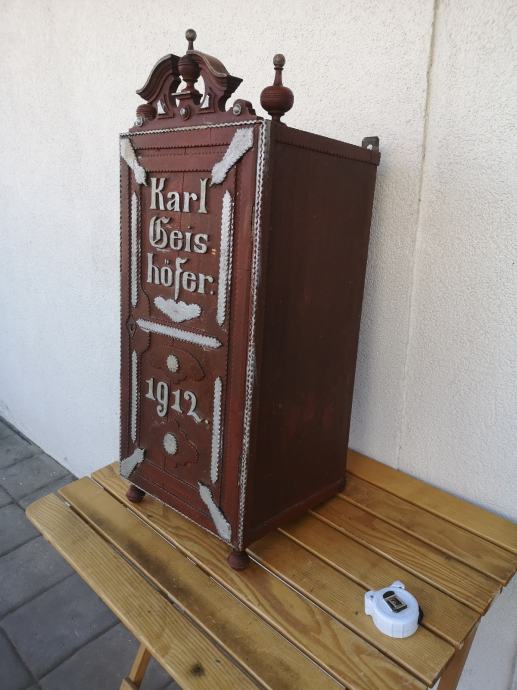 Karl
Geis=
höfer.
1912.